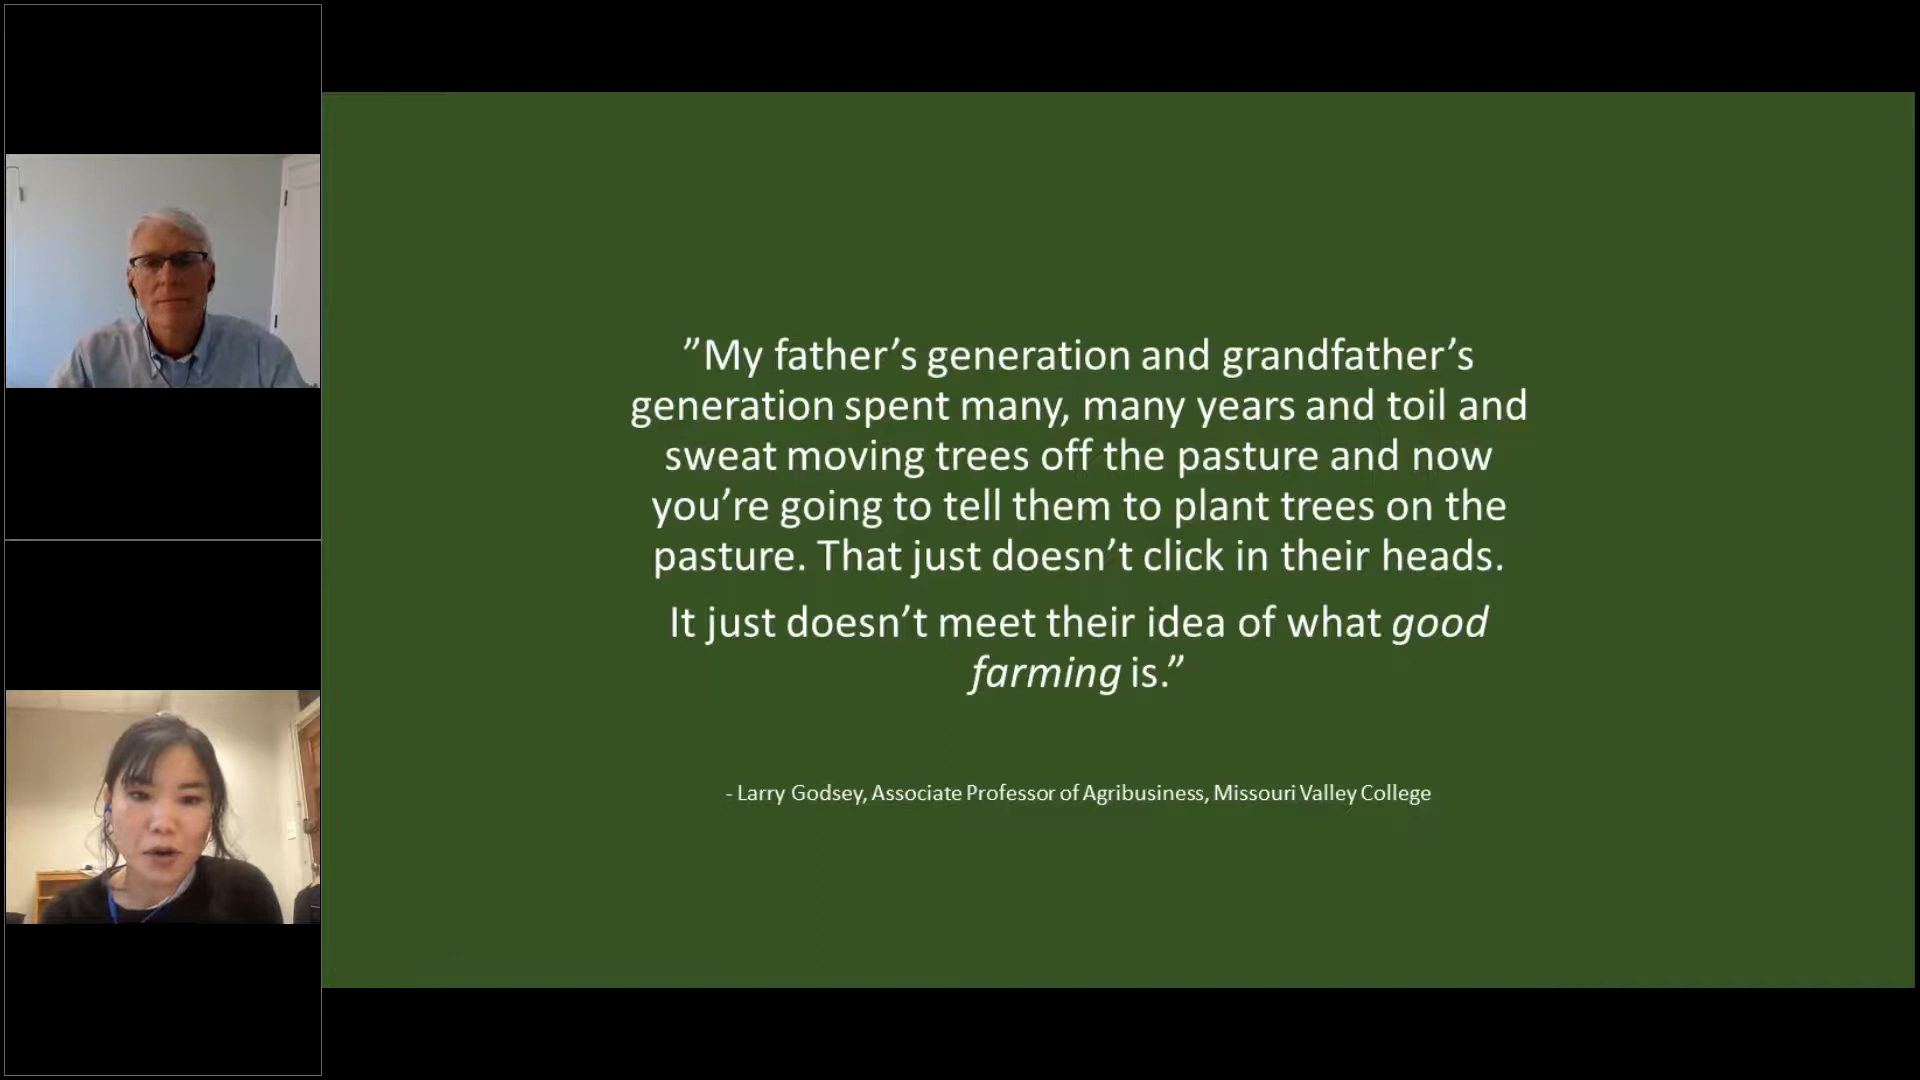 ”My father’s generation and grandfather’s
generation spent many, many years and toil and
sweat moving trees off the pasture and now
you’re going to tell them to plant trees on the
pasture. That just doesn’t click in their heads.
It just doesn’t meet their idea of what good
farming is.”
- Larry Godsey, Associate Professor of Agribusiness, Missouri Valley College